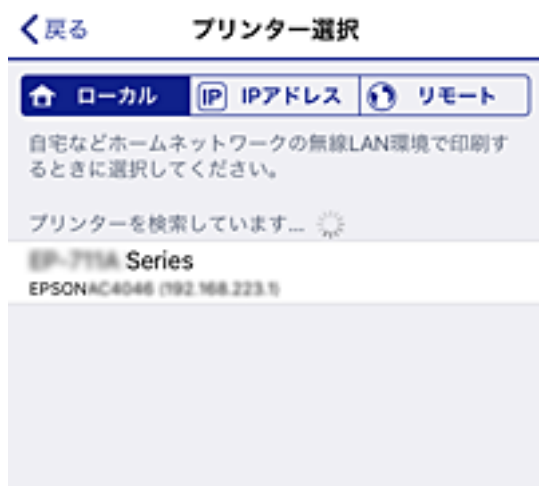 戻る プリンター選択
ローカル IP IPアドレス リモート
自宅などホームネットワークの無線LAN環境で印刷す
るときに選択してください。
プリンターを検索しています...
Series
EPSON